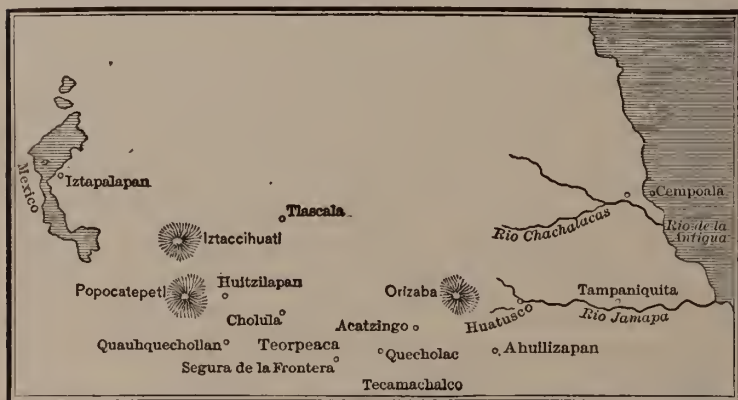 Mexico
Iztapalapan
Tlascala
Iztaccihuatl
Cempoala
Rio Chachalacas
Rio de la
Antigua
Popocatepetl
Huitzilapan
Orizaba
Tampaniquita
Cholula
Acatzingo
Huatusco
Rio Jamapa
Quauhquechollan
Teorpeaca
Quecholac
Ahuilizapan
Segura de la Frontera
Tecamachalco